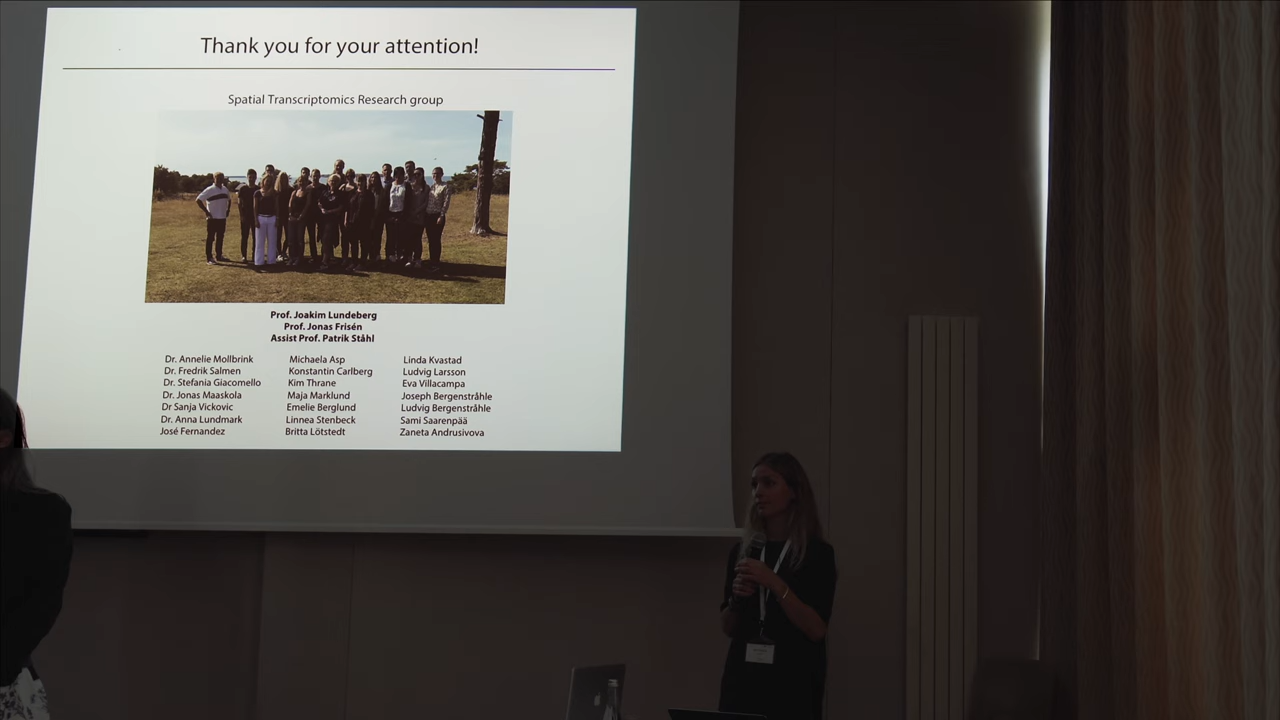 Thank you for your attention!
Spatial Transcriptomics Research group
Prof. Joakim Lundeberg
Prof. Jonas Frisén
Assist Prof. Patrik Ståhl
Dr. Annelie Mollbrink
Dr. Fredrik Salmen
Dr. Stefania Giacomello
Dr. Jonas Maaskola
Dr Sanja Vickovic
Dr. Anna Lundmark
José Fernandez
Michaela Asp
Konstantin Carlberg
Kim Thrane
Maja Marklund
Emelie Berglund
Linnea Stenbeck
Britta Lötstedt
Linda Kvastad
Ludvig Larsson
Eva Villacampa
Joseph Bergenstråhle
Ludvig Bergenstråhle
Sami Saarenpää
Zaneta Andrusivova